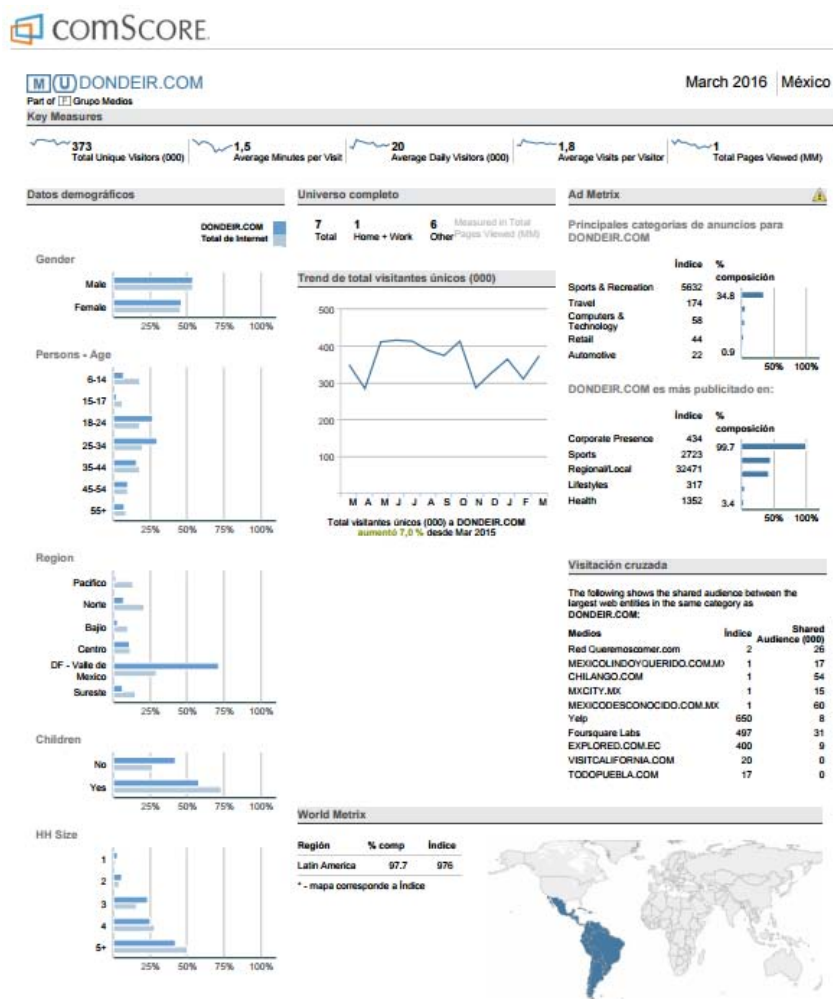 comSCORE
M U DONDEIR.COM
March 2016 México
Part of P Grupo Medios
Key Measures
373
Total Unique Visitors (000)
1,5
Average Minutes per Visit
20
Average Daily Visitors (000)
1,8
Average Visits per Visitor
1
Total Pages Viewed (MM)
Datos demográficos
DONDEIR.COM
Total de Internet
Gender
Male
Female
25% 50% 75% 100%
Persons - Age
6-14
15-17
18-24
25-34
35-44
45-54
55+
25% 50% 75% 100%
Region
Pacifico
Norte
Bajio
Centro
DF - Valle de
Mexico
Sureste
25% 50% 75% 100%
Children
No
Yes
25% 50% 75% 100%
HH Size
1
2
3
4
5+
25% 50% 75% 100%
Universo completo
7 1 6 Measured in Total
Total Home + Work Other Pages Viewed (MM)
Trend de total visitantes únicos (000)
500
400
300
200
100
M A M J J A S O N D J F M
Total visitantes únicos (000) a DONDEIR.COM
aumentó 7,0 % desde Mar 2015
Ad Metrix
Principales categorias de anuncios para
DONDEIR.COM
Índice %
composición
Sports & Recreation 5632 34.8
Travel 174
Computers &
Technology 58
Retail 44
Automotive 22 0.9
50% 100%
DONDEIR.COM es más publicitado en:
Índice %
composición
Corporate Presence 434 99.7
Sports 2723
Regional/Local 32471
Lifestyles 317
Health 1352 3.4
50% 100%
Visitación cruzada
The following shows the shared audience between the
largest web entities in the same category as
DONDEIR.COM:
Medios Índice Shared
Audience (000)
Red Queremoscomer.com 2 26
MEXICOLINDOYQUERIDO.COM.MX 1 17
CHILANGO.COM 1 54
MXCITY.MX 1 15
MEXICODESCONOCIDO.COM.MX 1 60
Yelp 650 8
Foursquare Labs 497 31
EXPLORED.COM.EC 400 9
VISITCALIFORNIA.COM 20 0
TODOPUEBLA.COM 17 0
World Metrix
Región % comp Índice
Latin America 97.7 976
* - mapa corresponde a Índice